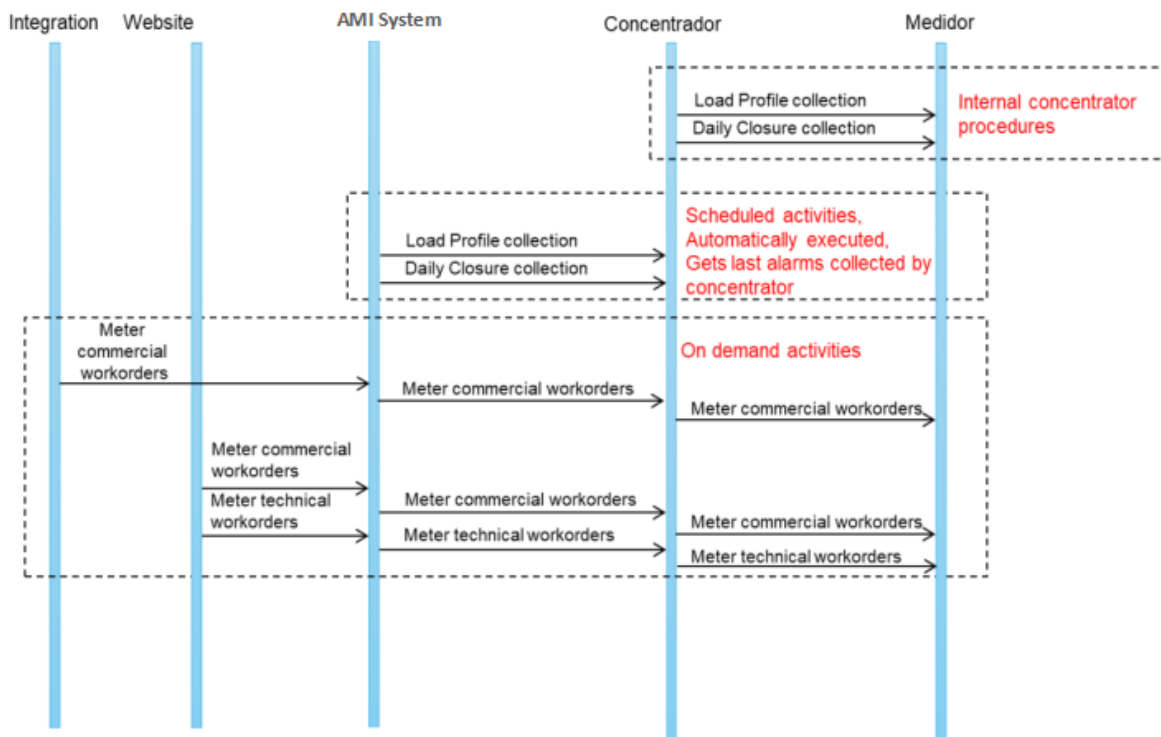 Integration
Website
AMI System
Concentrador
Medidor
Load Profile collection
Daily Closure collection
Internal concentrator
procedures
Load Profile collection
Daily Closure collection
Scheduled activities,
Automatically executed,
Gets last alarms collected by
concentrator
Meter
commercial
workorders
On demand activities
Meter commercial workorders
Meter commercial workorders
Meter commercial
workorders
Meter technical
workorders
Meter commercial workorders
Meter technical workorders
Meter commercial workorders
Meter technical workorders